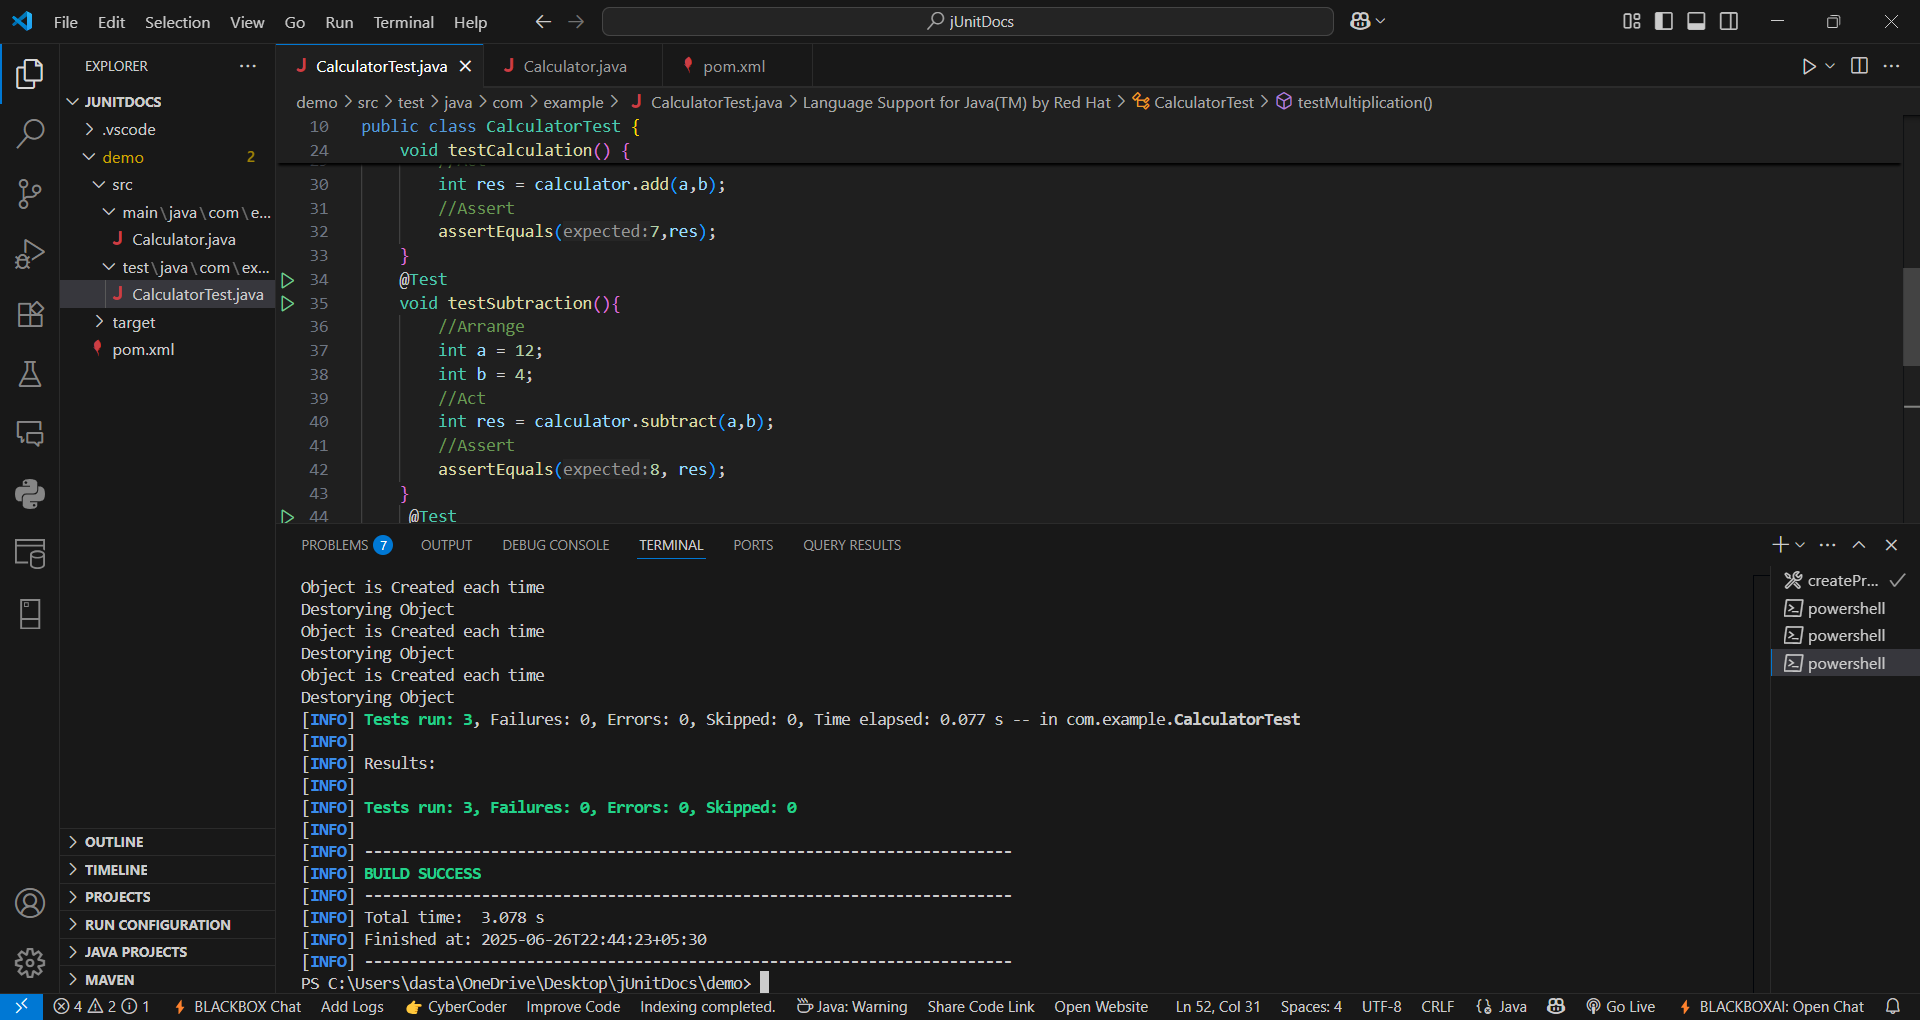 File Edit Selection View Go Run Terminal Help
jUnitDocs
EXPLORER
JUNITDOCS
.vscode
demo 2
src
main\java\com\e...
Calculator.java
test\java\com\ex...
CalculatorTest.java
target
pom.xml
OUTLINE
TIMELINE
PROJECTS
RUN CONFIGURATION
JAVA PROJECTS
MAVEN
CalculatorTest.java
Calculator.java
pom.xml
demo > src > test > java > com > example > CalculatorTest.java > Language Support for Java(TM) by Red Hat > CalculatorTest > testMultiplication()
10 public class CalculatorTest {
24 void testCalculation() {
30 int res = calculator.add(a,b);
31 //Assert
32 assertEquals(expected:7,res);
33 }
34 @Test
35 void testSubtraction(){
36 //Arrange
37 int a = 12;
38 int b = 4;
39 //Act
40 int res = calculator.subtract(a,b);
41 //Assert
42 assertEquals(expected:8, res);
43 }
44 @Test
PROBLEMS 7 OUTPUT DEBUG CONSOLE TERMINAL PORTS QUERY RESULTS
Object is Created each time
Destorying Object
Object is Created each time
Destorying Object
Object is Created each time
Destorying Object
[INFO] Tests run: 3, Failures: 0, Errors: 0, Skipped: 0, Time elapsed: 0.077 s -- in com.example.CalculatorTest
[INFO]
[INFO] Results:
[INFO]
[INFO] Tests run: 3, Failures: 0, Errors: 0, Skipped: 0
[INFO]
[INFO] ------------------------------------------------------------------------
[INFO] BUILD SUCCESS
[INFO] ------------------------------------------------------------------------
[INFO] Total time:  3.078 s
[INFO] Finished at: 2025-06-26T22:44:23+05:30
[INFO] ------------------------------------------------------------------------
PS C:\Users\dasta\OneDrive\Desktop\jUnitDocs\demo>
createPr...
powershell
powershell
powershell
4 2 1 BLACKBOX Chat Add Logs CyberCoder Improve Code Indexing completed. Java: Warning Share Code Link Open Website Ln 52, Col 31 Spaces: 4 UTF-8 CRLF Java Go Live BLACKBOXAI: Open Chat